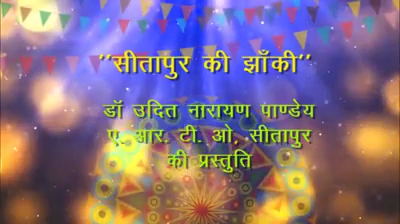 "सीतापुर की झाँकी"
डॉ उदित नारायण पाण्डेय
ए. आर. टी. ओ. सीतापुर
की प्रस्तुति